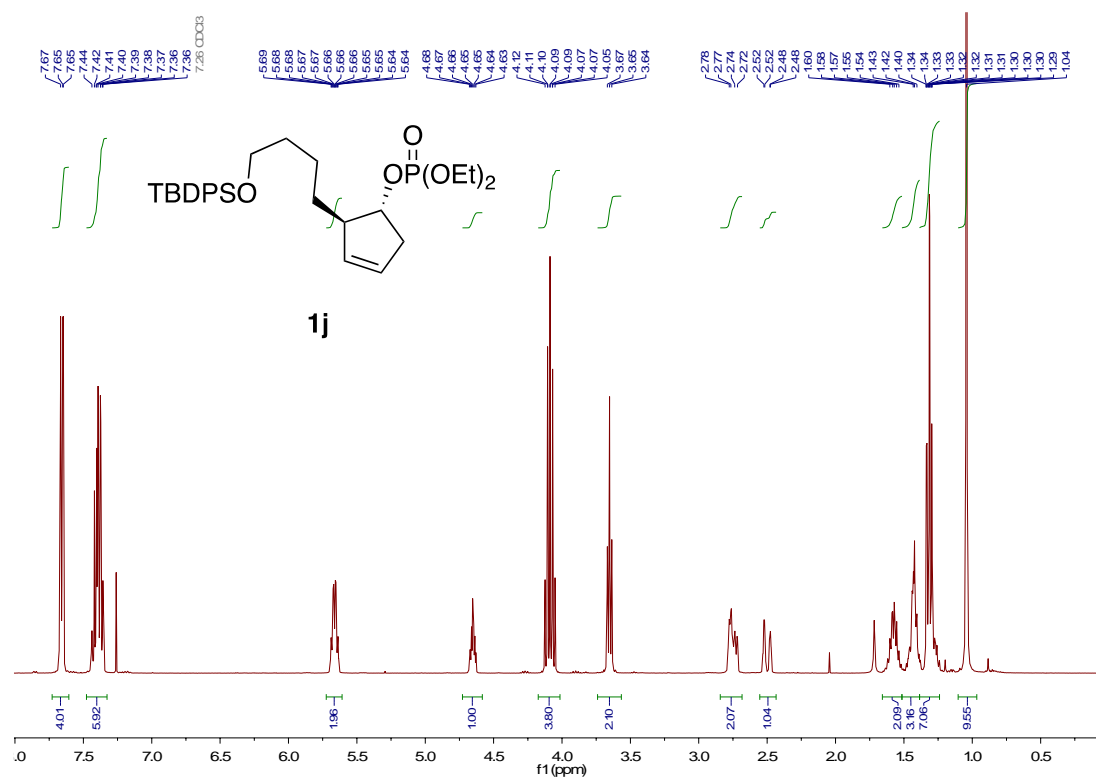 7.67 7.65 7.65 7.44 7.42 7.41 7.40 7.39 7.38 7.37 7.36 7.36 7.26 CDCl3 5.69 5.68 5.68 5.67 5.67 5.66 5.66 5.66 5.65 5.65 5.64 5.64 4.68 4.67 4.66 4.65 4.65 4.64 4.63 4.12 4.11 4.10 4.09 4.09 4.07 4.07 4.05 3.67 3.65 3.64 2.78 2.77 2.74 2.72 2.52 2.52 2.48 2.48 1.60 1.58 1.57 1.55 1.54 1.43 1.42 1.40 1.34 1.34 1.33 1.33 1.32 1.32 1.31 1.31 1.30 1.30 1.30 1.29 1.04
O
OP(OEt)2
TBDPSO
1j
4.01 5.92 1.96 1.00 3.80 2.10 2.07 1.04 2.09 3.16 7.06 9.55
.0 7.5 7.0 6.5 6.0 5.5 5.0 4.5 4.0 3.5 3.0 2.5 2.0 1.5 1.0 0.5
f1 (ppm)